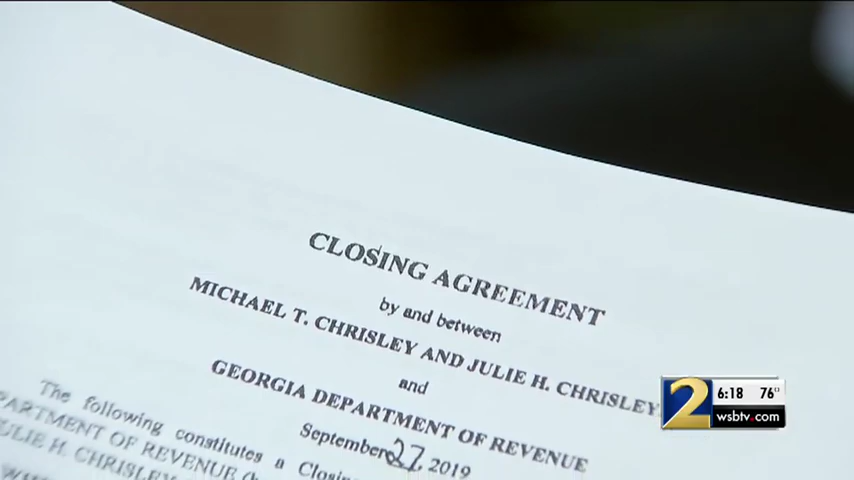 CLOSING AGREEMENT
by and between
MICHAEL T. CHRISLEY AND JULIE H. CHRISLEY
and
GEORGIA DEPARTMENT OF REVENUE
September 27, 2019
The following constitutes a Closing
PARTMENT OF REVENUE
JULIE H. CHRISLEY
2
6:18 76°
wsbtv.com